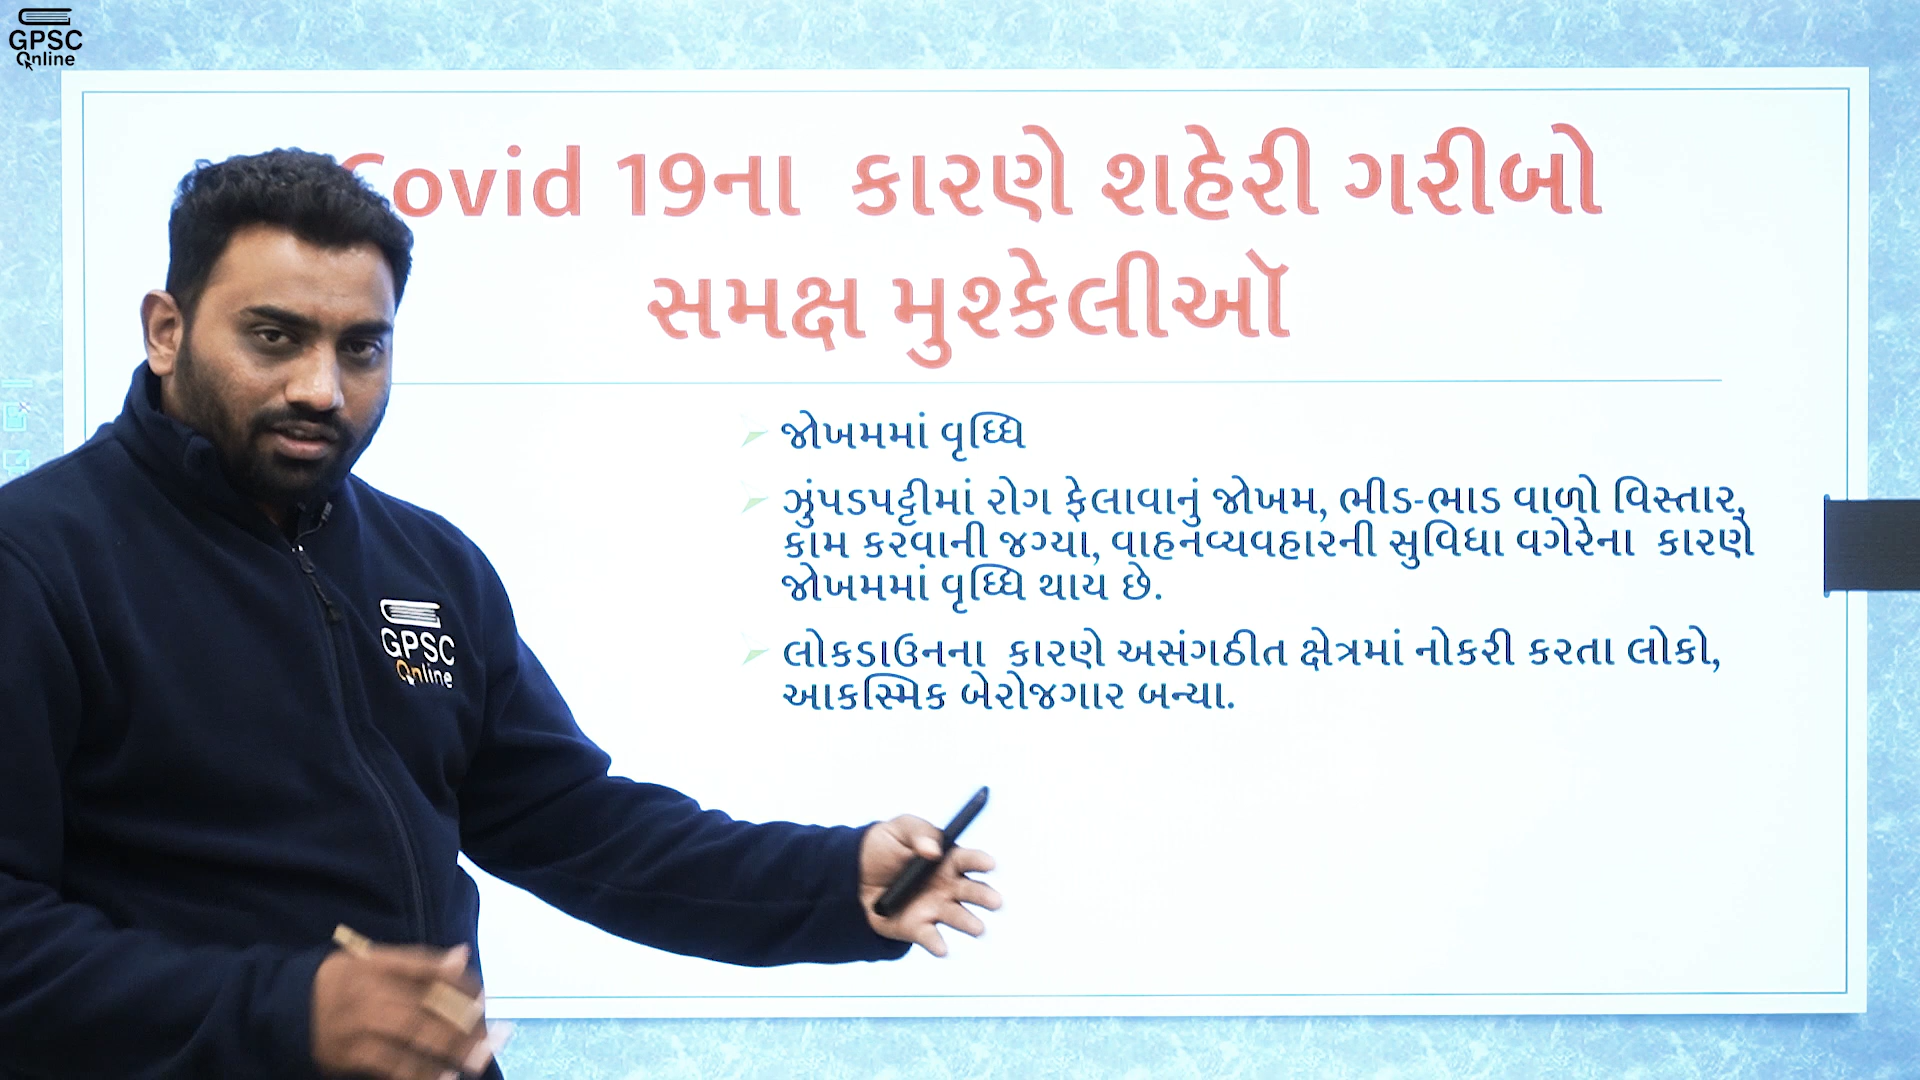 GPSC
Online
Covid 19ના કારણે શહેરી ગરીબો
સમક્ષ મુશ્કેલીઓ
જોખમમાં વૃધ્ધિ
ઝુંપડપટ્ટીમાં રોગ ફેલાવાનું જોખમ, ભીડ-ભાડ વાળો વિસ્તાર,
કામ કરવાની જગ્યા, વાહનવ્યવહારની સુવિધા વગેરેના કારણે
જોખમમાં વૃધ્ધિ થાય છે.
લોકડાઉનના કારણે અસંગઠીત ક્ષેત્રમાં નોકરી કરતા લોકો,
આકસ્મિક બેરોજગાર બન્યા.
GPSC
Online